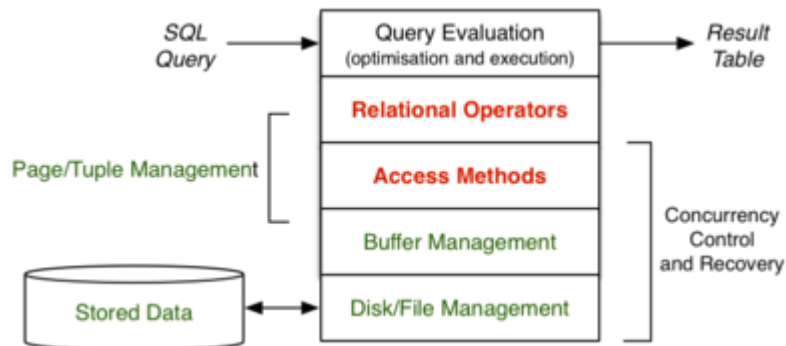 SQL
Query
Query Evaluation
(optimisation and execution)
Result
Table
Relational Operators
Page/Tuple Management
Access Methods
Concurrency
Control
and Recovery
Buffer Management
Stored Data
Disk/File Management